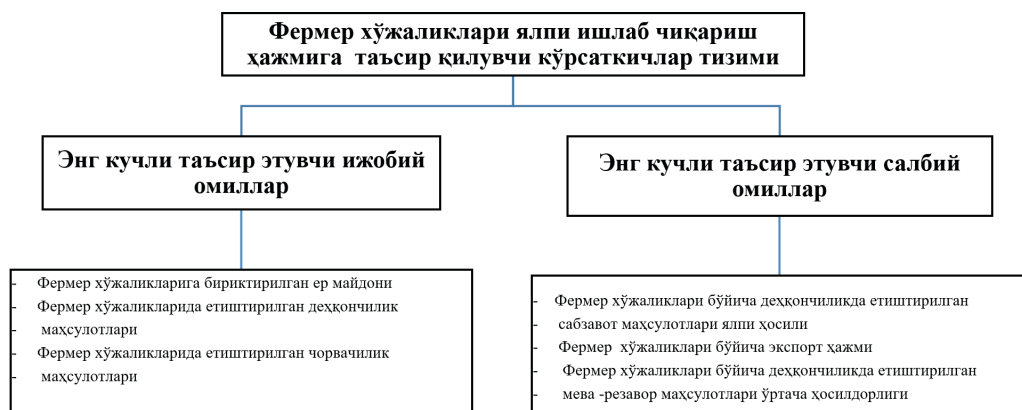 Фермер хўжаликлари ялпи ишлаб чиқариш
ҳажмига таъсир қилувчи кўрсаткичлар тизими
Энг кучли таъсир этувчи ижобий
омиллар
Энг кучли таъсир этувчи салбий
омиллар
- Фермер хўжаликларига бириктирилган ер майдони
- Фермер хўжаликларида етиштирилган деҳқончилик
- маҳсулотлари
- Фермер хўжаликларида етиштирилган чорвачилик
- маҳсулотлари
- Фермер хўжаликлари бўйича деҳқончиликда етиштирилган
- сабзавот маҳсулотлари ялпи ҳосили
- Фермер хўжаликлари бўйича экспорт ҳажми
- Фермер хўжаликлари бўйича деҳқончиликда етиштирилган
- мева -резавор маҳсулотлари ўртача ҳосилдорлиги